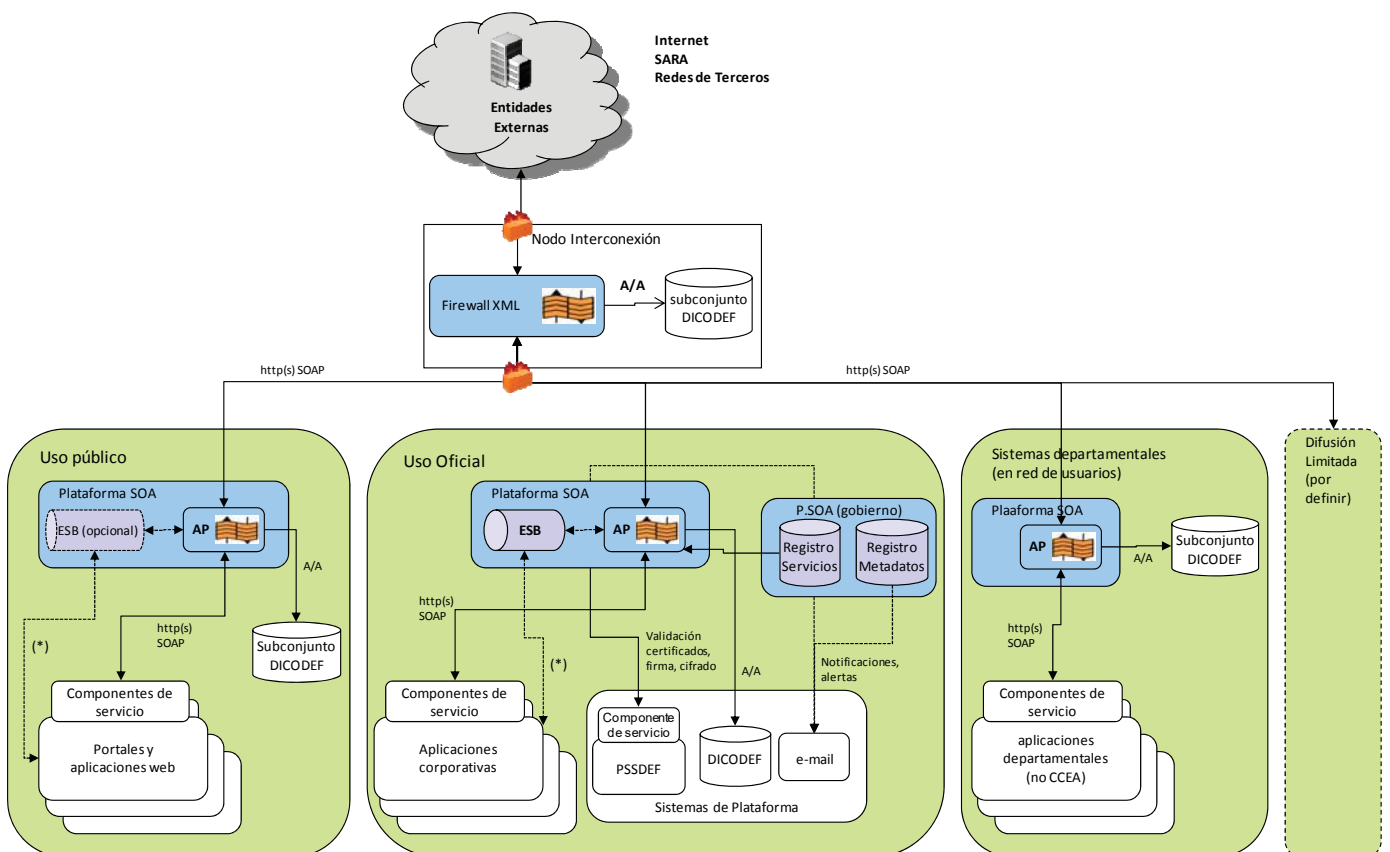 Internet
SARA
Redes de Terceros
Entidades
Externas
Nodo Interconexión
Firewall XML
A/A
subconjunto
DICODEF
http(s) SOAP
http(s) SOAP
Uso público
Plataforma SOA
ESB (opcional)
AP
A/A
(*)
http(s)
SOAP
Subconjunto
DICODEF
Componentes de
servicio
Portales y
aplicaciones web
Uso Oficial
Plataforma SOA
ESB
AP
P.SOA (gobierno)
Registro
Servicios
Registro
Metadatos
http(s)
SOAP
(*)
Validación
certificados,
firma, cifrado
A/A
Notificaciones,
alertas
Componentes de
servicio
Aplicaciones
corporativas
Componente
de servicio
PSSDEF
DICODEF
e-mail
Sistemas de Plataforma
Sistemas departamentales
(en red de usuarios)
Plaaforma SOA
AP
A/A
Subconjunto
DICODEF
http(s)
SOAP
Componentes de
servicio
aplicaciones
departamentales
(no CCEA)
Difusión
Limitada
(por
definir)